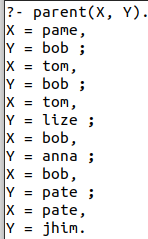 ?- parent(X, Y).
X = pame,
Y = bob ;
X = tom,
Y = bob ;
X = tom,
Y = lize ;
X = bob,
Y = anna ;
X = bob,
Y = pate ;
X = pate,
Y = jhim.